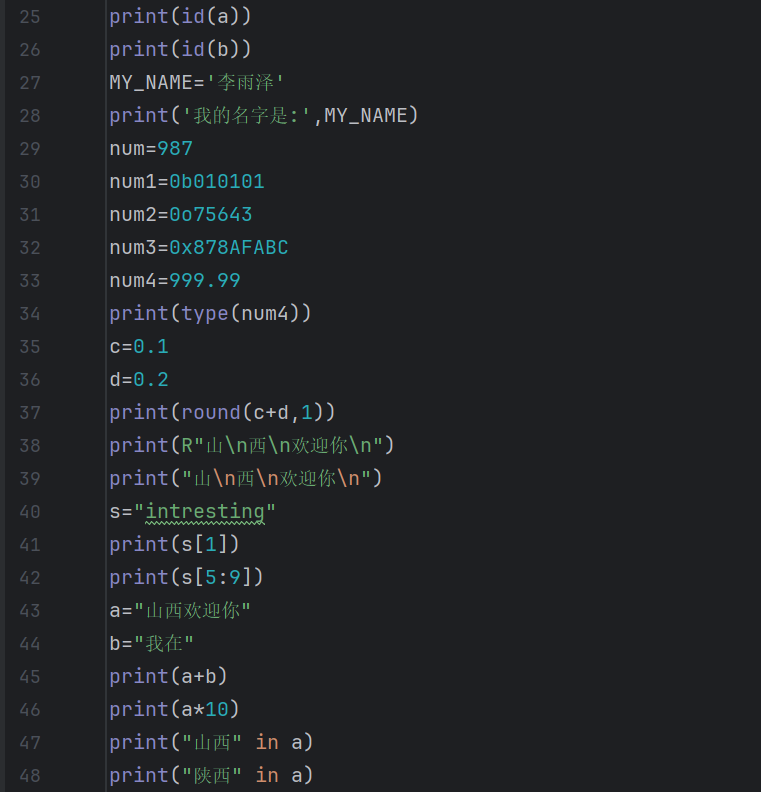 25 print(id(a))
26 print(id(b))
27 MY_NAME='李雨泽'
28 print('我的名字是:',MY_NAME)
29 num=987
30 num1=0b010101
31 num2=0o75643
32 num3=0x878AFABC
33 num4=999.99
34 print(type(num4))
35 c=0.1
36 d=0.2
37 print(round(c+d,1))
38 print(R"山\n西\n欢迎你\n")
39 print("山\n西\n欢迎你\n")
40 s="intresting"
41 print(s[1])
42 print(s[5:9])
43 a="山西欢迎你"
44 b="我在"
45 print(a+b)
46 print(a*10)
47 print("山西" in a)
48 print("陕西" in a)